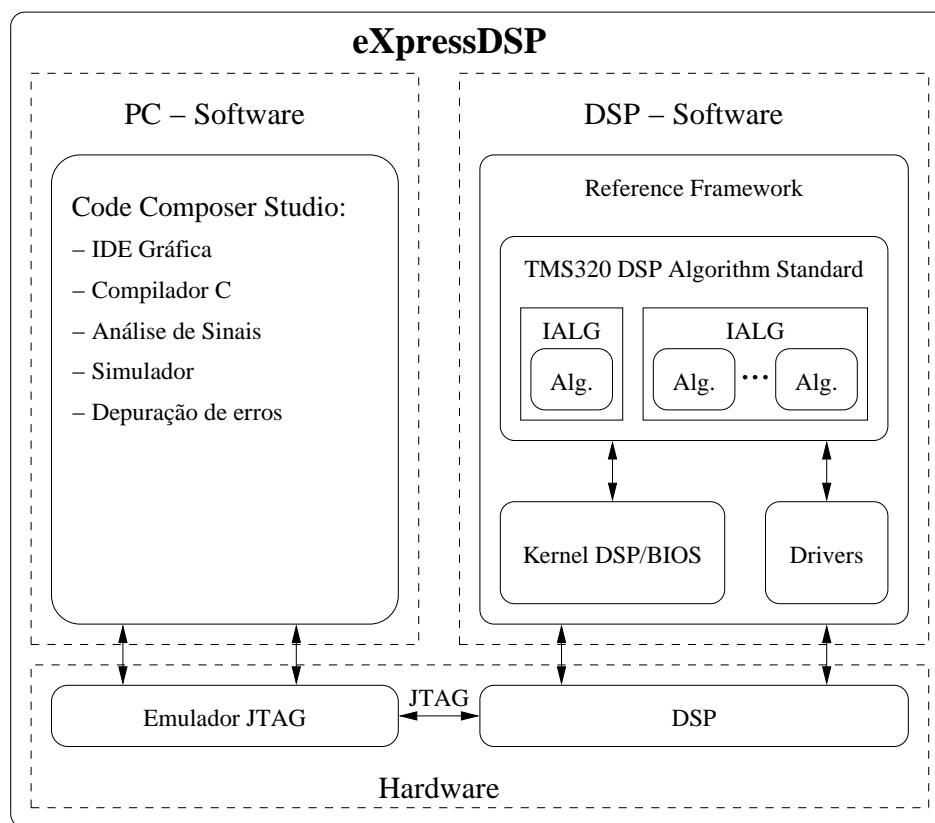 eXpressDSP
PC – Software
Code Composer Studio:
– IDE Gráfica
– Compilador C
– Análise de Sinais
– Simulador
– Depuração de erros
DSP – Software
Reference Framework
TMS320 DSP Algorithm Standard
IALG
Alg.
IALG
Alg. ... Alg.
Kernel DSP/BIOS
Drivers
Emulador JTAG
JTAG
DSP
Hardware